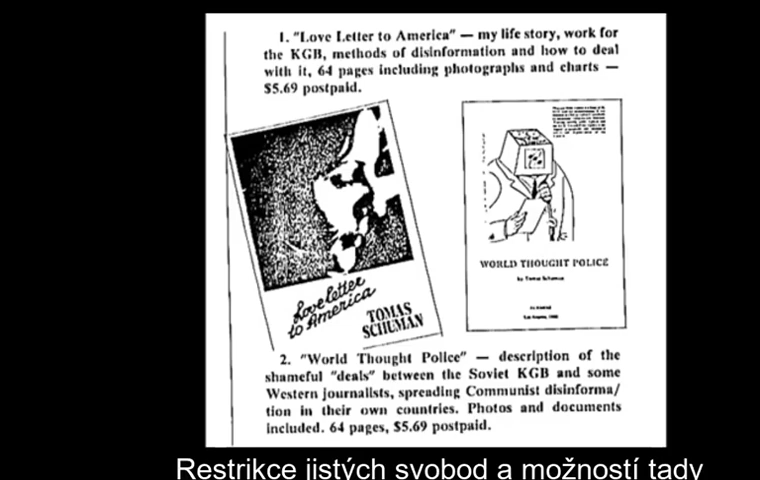 1. "Love Letter to America" — my life story, work for
the KGB, methods of disinformation and how to deal
with it, 64 pages including photographs and charts —
$5.69 postpaid.
Love letter
to America
TOMAS
SCHUMAN
WORLD THOUGHT POLICE
by Tomas Schuman
2. "World Thought Police" — description of the
shameful "deals" between the Soviet KGB and some
Western journalists, spreading Communist disinforma/
tion in their own countries. Photos and documents
included. 64 pages, $5.69 postpaid.
Restrikce jistých svobod a možností tady